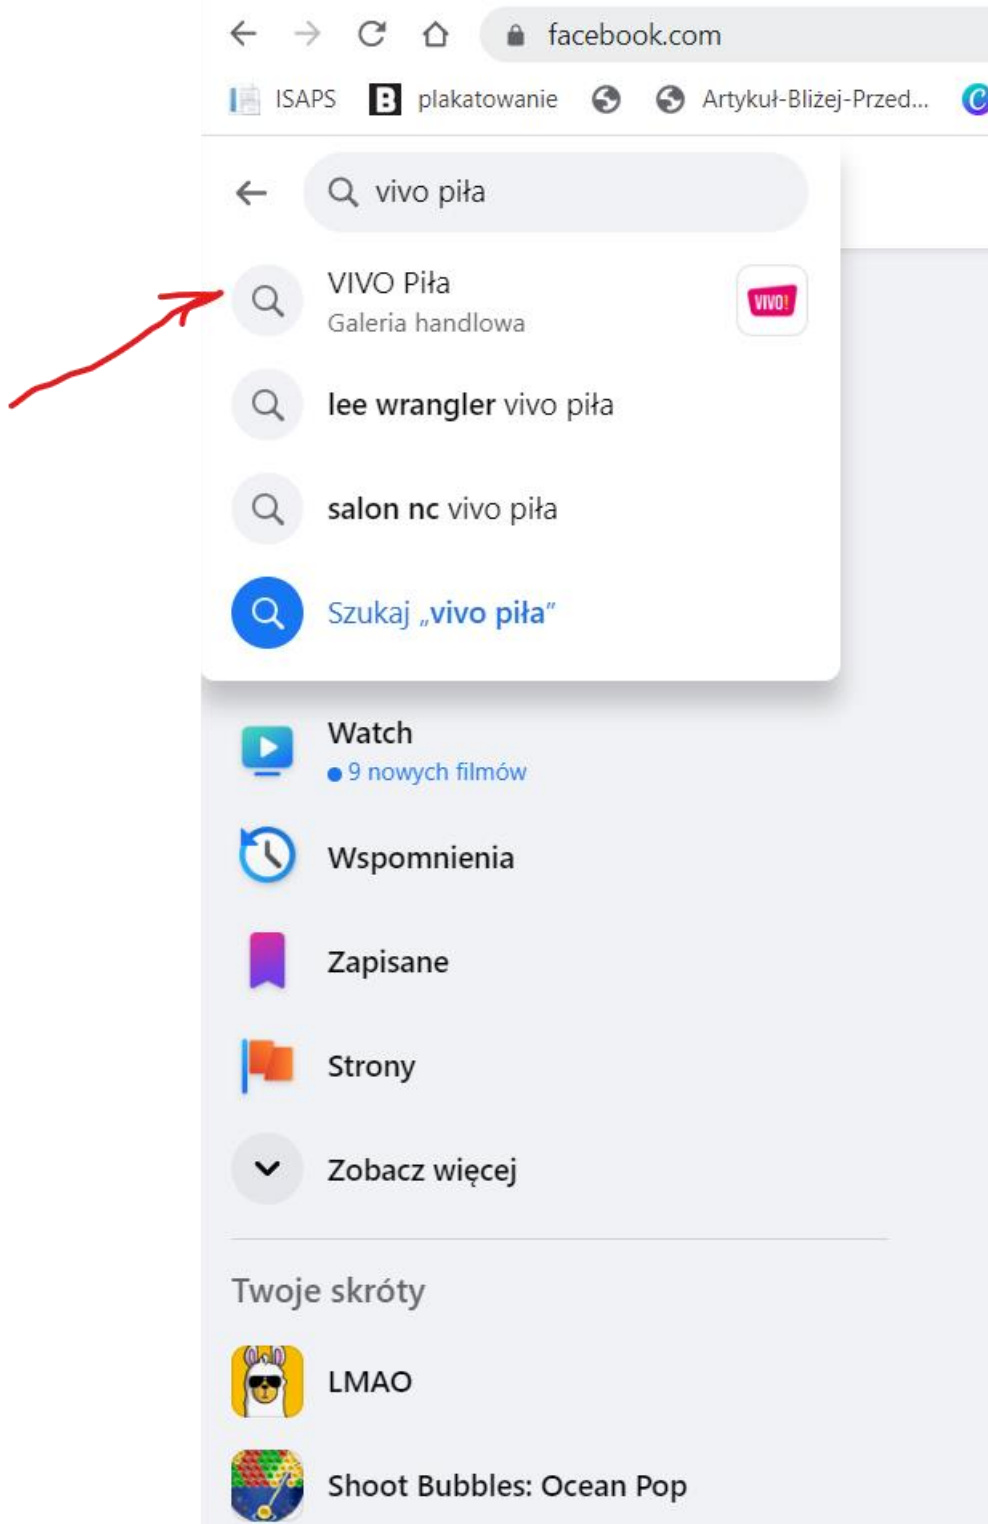 facebook.com
ISAPS
B plakatowanie
Artykuł-Bliżej-Przed...
vivo piła
VIVO Piła
Galeria handlowa
VIVO!
lee wrangler vivo piła
salon nc vivo piła
Szukaj „vivo piła”
Watch
9 nowych filmów
Wspomnienia
Zapisane
Strony
Zobacz więcej
Twoje skróty
LMAO
Shoot Bubbles: Ocean Pop